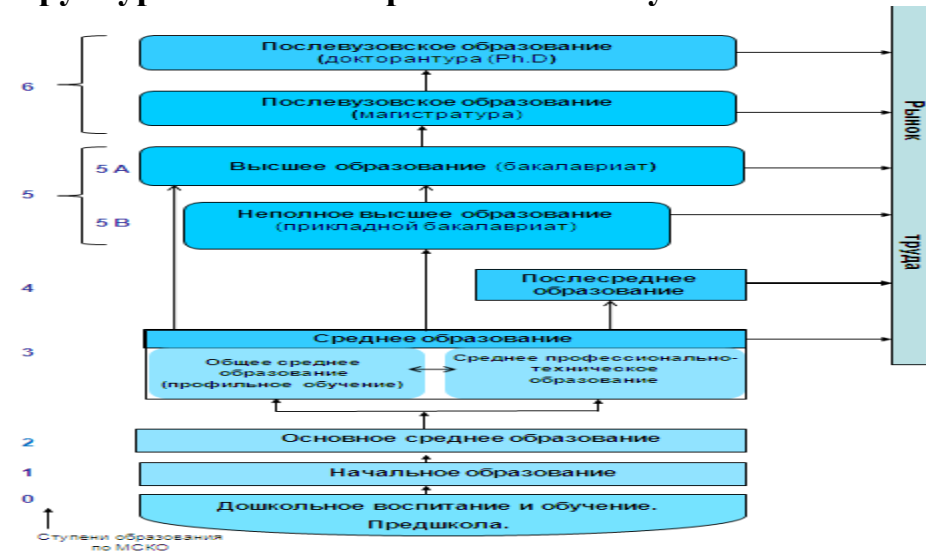 Послевузовское образование
(докторантура (Ph.D)
6
Послевузовское образование
(магистратура)
Рынок
5 A
Высшее образование (бакалавриат)
5
5 B
Неполное высшее образование
(прикладной бакалавриат)
труда
4
Послесреднее
образование
Среднее образование
3
Общее среднее
образование
(профильное обучение)
Среднее профессионально-
техническое
образование
2
Основное среднее образование
1
Начальное образование
0
Дошкольное воспитание и обучение.
Предшкола.
Ступени образования
по МСКО